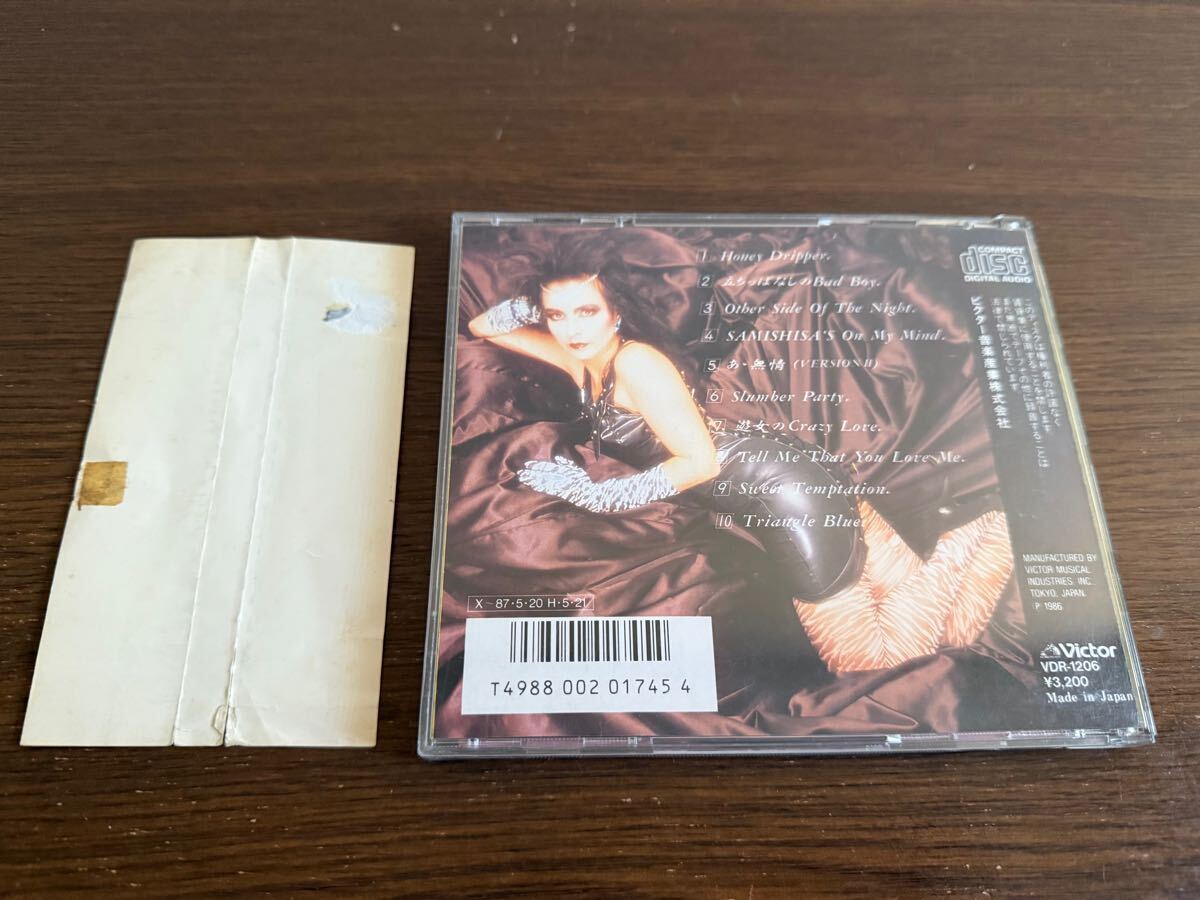 1 Honey Dripper.
2 立ちっぱなしのBad Boy.
3 Other Side Of The Night.
4 SAMISHISA'S On My Mind.
5 あゝ無情 (VERSION II)
6 Slumber Party.
7 遊女のCrazy Love.
8 Tell Me That You Love Me.
9 Sweet Temptation.
10 Triangle Blue.
COMPACT
disc
DIGITAL AUDIO
ビクター音楽産業株式会社
MANUFACTURED BY
VICTOR MUSICAL
INDUSTRIES INC.
TOKYO, JAPAN.
Ⓟ 1986
Victor
VDR-1206
¥3,200
Made in Japan
X-87・5・20 H・5・21
T4988 002 01745 4